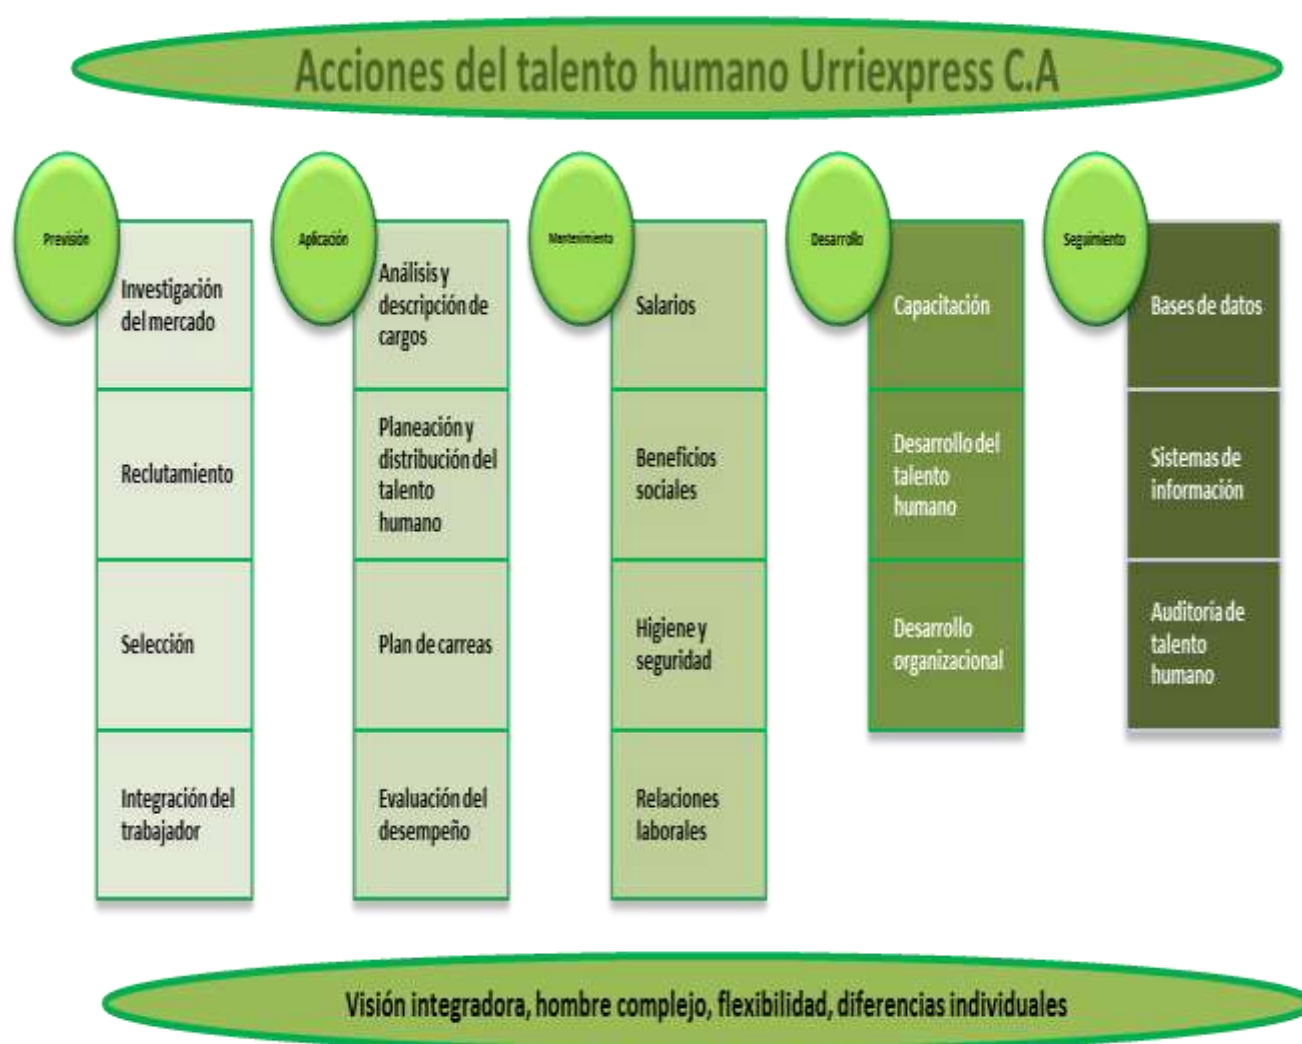 Acciones del talento humano Urriexpress C.A
Previsión
Investigación
del mercado
Reclutamiento
Selección
Integración del
trabajador
Aplicación
Análisis y
descripción de
cargos
Planeación y
distribución del
talento
humano
Plan de carreas
Evaluación del
desempeño
Mantenimiento
Salarios
Beneficios
sociales
Higiene y
seguridad
Relaciones
laborales
Desarrollo
Capacitación
Desarrollo del
talento
humano
Desarrollo
organizacional
Seguimiento
Bases de datos
Sistemas de
información
Auditoría de
talento
humano
Visión integradora, hombre complejo, flexibilidad, diferencias individuales